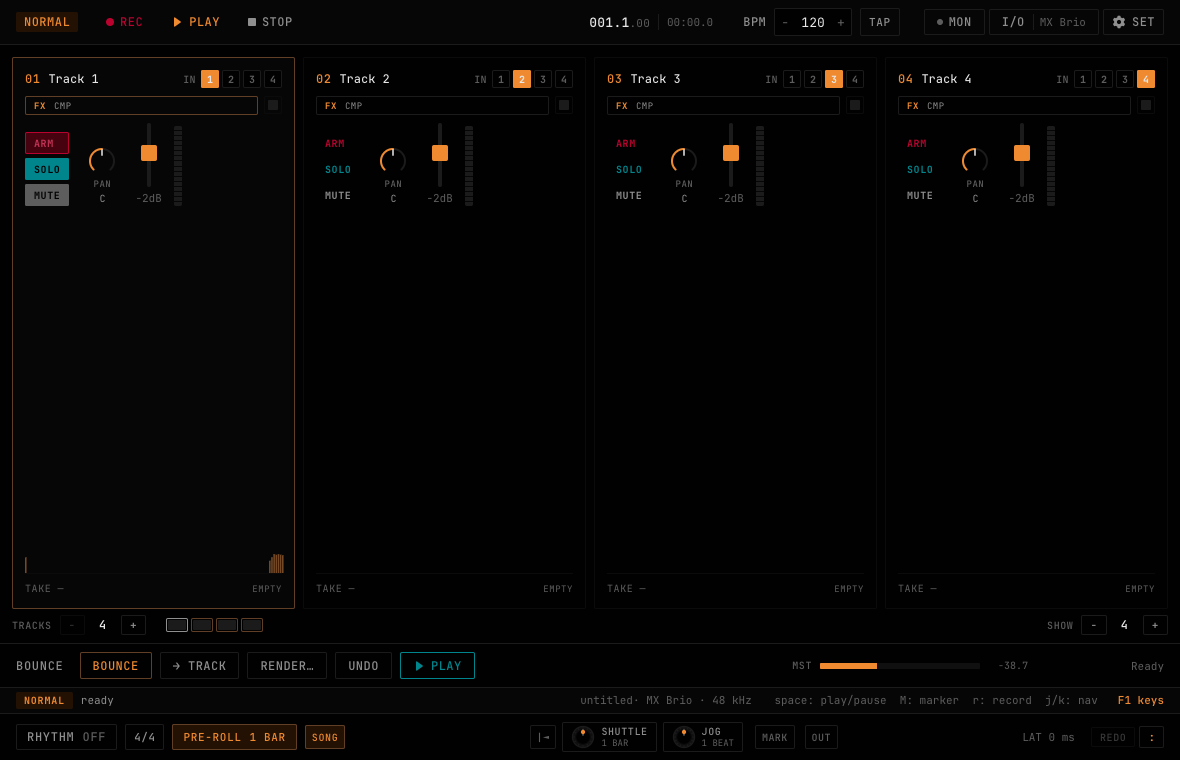 NORMAL REC PLAY STOP 001.1.00 00:00.0 BPM - 120 + TAP MON I/O MX Brio SET
01 Track 1 IN 1 2 3 4
FX CMP
ARM
SOLO
MUTE
PAN
C
-2dB
TAKE — EMPTY
02 Track 2 IN 1 2 3 4
FX CMP
ARM
SOLO
MUTE
PAN
C
-2dB
TAKE — EMPTY
03 Track 3 IN 1 2 3 4
FX CMP
ARM
SOLO
MUTE
PAN
C
-2dB
TAKE — EMPTY
04 Track 4 IN 1 2 3 4
FX CMP
ARM
SOLO
MUTE
PAN
C
-2dB
TAKE — EMPTY
TRACKS - 4 + SHOW - 4 +
BOUNCE BOUNCE → TRACK RENDER… UNDO PLAY MST -38.7 Ready
NORMAL ready untitled· MX Brio · 48 kHz space: play/pause M: marker r: record j/k: nav F1 keys
RHYTHM OFF 4/4 PRE-ROLL 1 BAR SONG |→ SHUTTLE 1 BAR JOG 1 BEAT MARK OUT LAT 0 ms REDO :